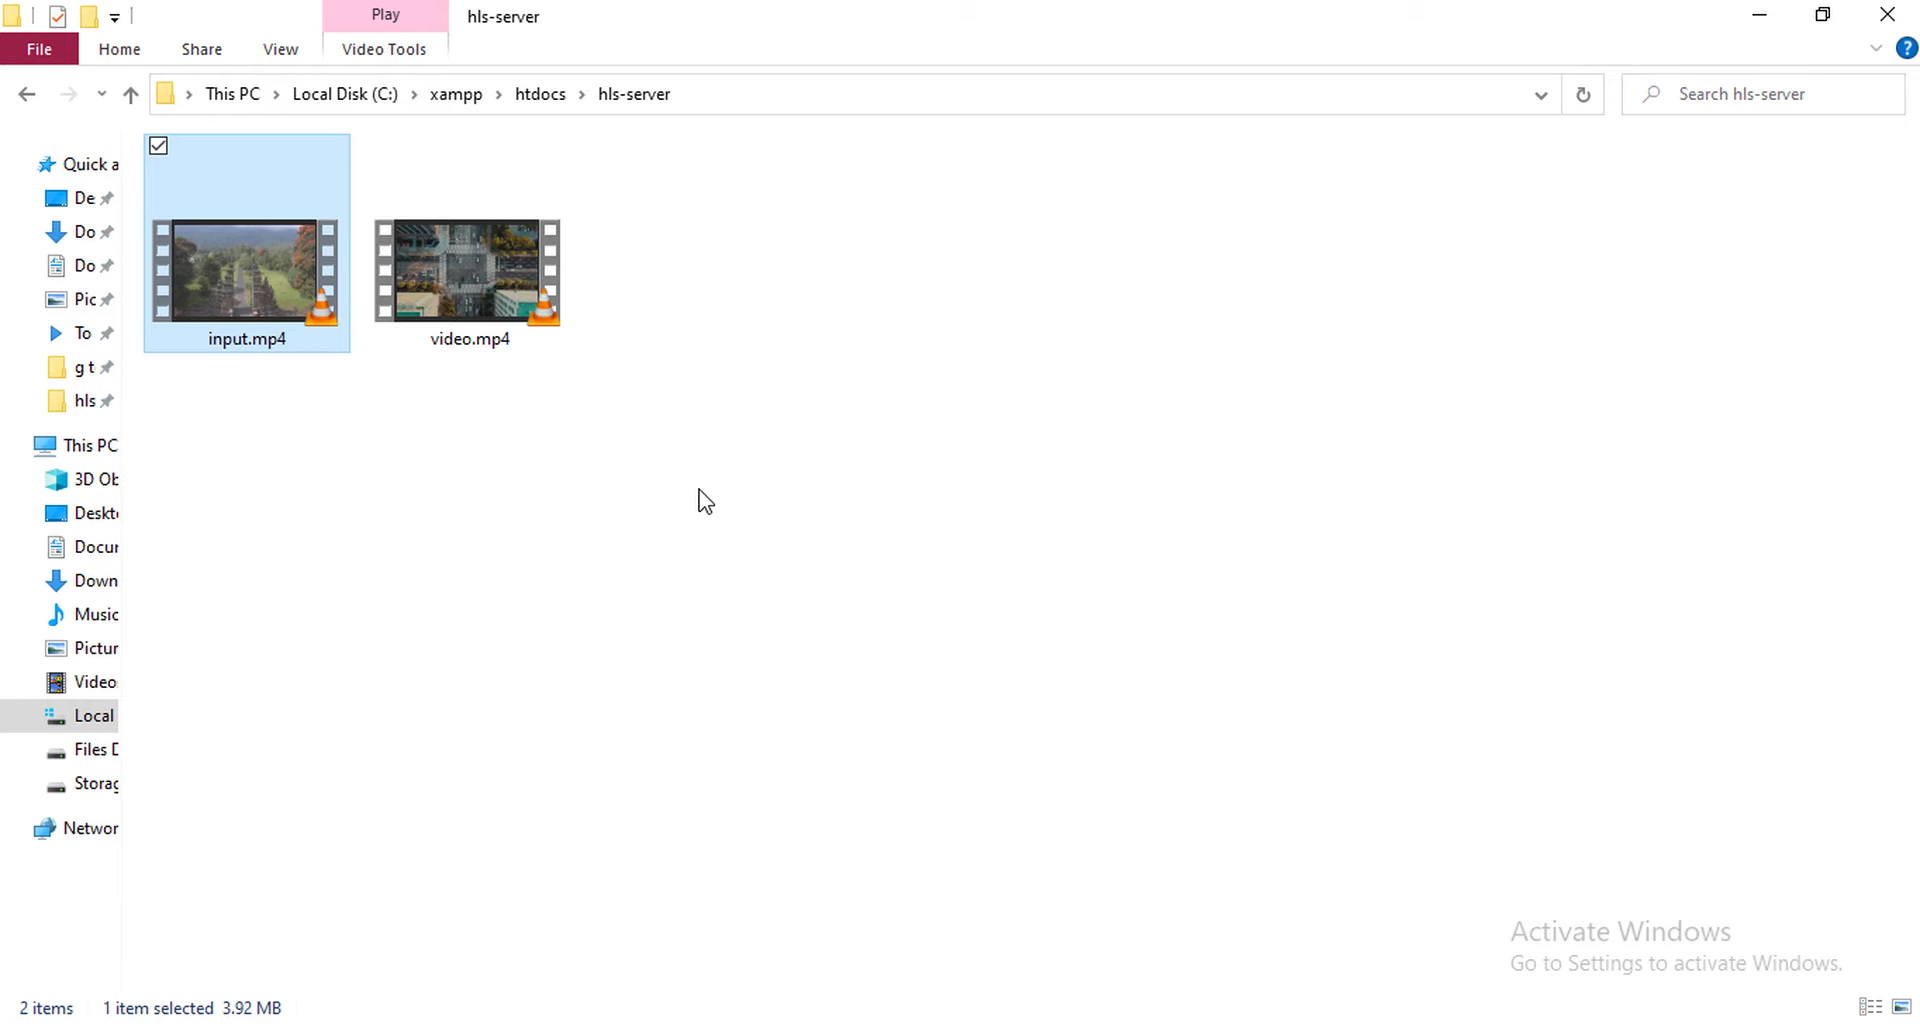 Play
hls-server
File
Home
Share
View
Video Tools
This PC
Local Disk (C:)
xampp
htdocs
hls-server
Search hls-server
Quick a
De
Do
Do
Pic
To
g t
hls
This PC
3D Ob
Deskto
Docur
Down
Music
Pictur
Video
Local
Files D
Storag
Networ
input.mp4
video.mp4
Activate Windows
Go to Settings to activate Windows.
2 items
1 item selected 3.92 MB